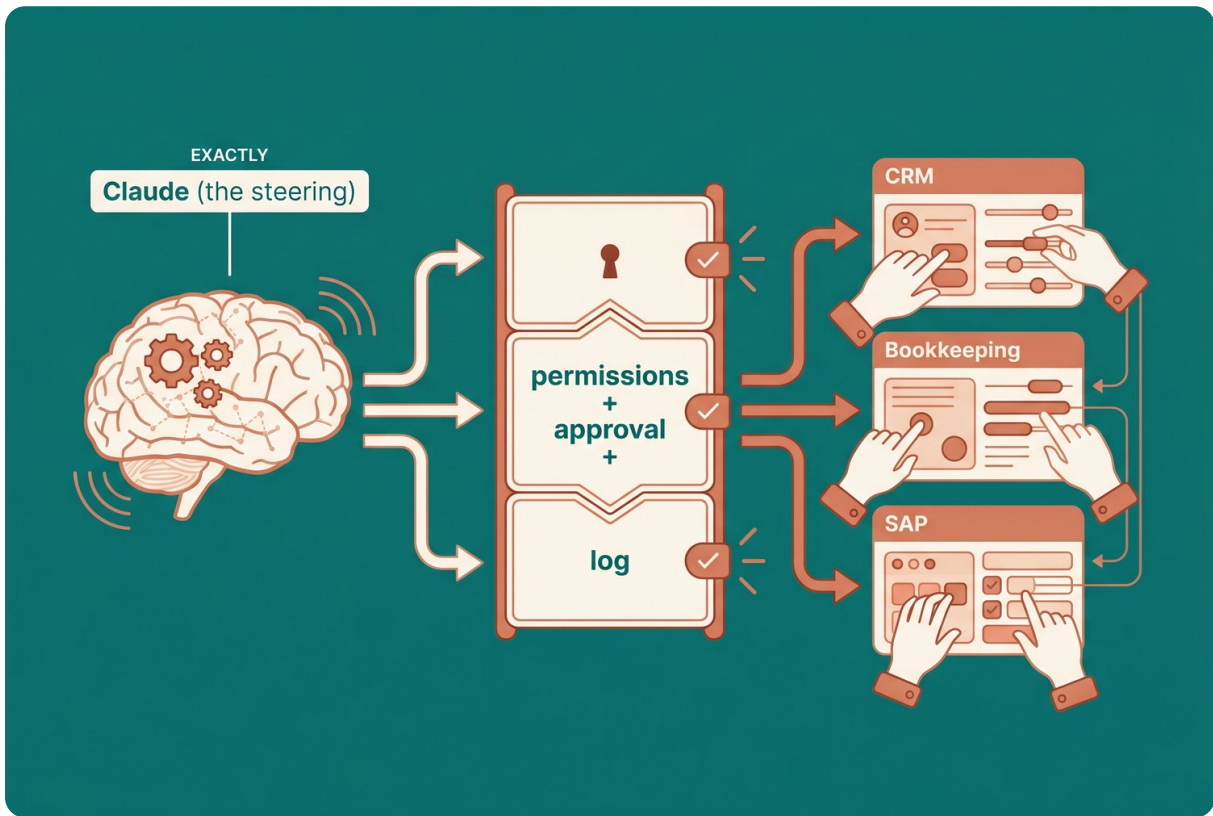 EXACTLY
Claude (the steering)
permissions
+
approval
+
log
CRM
Bookkeeping
SAP